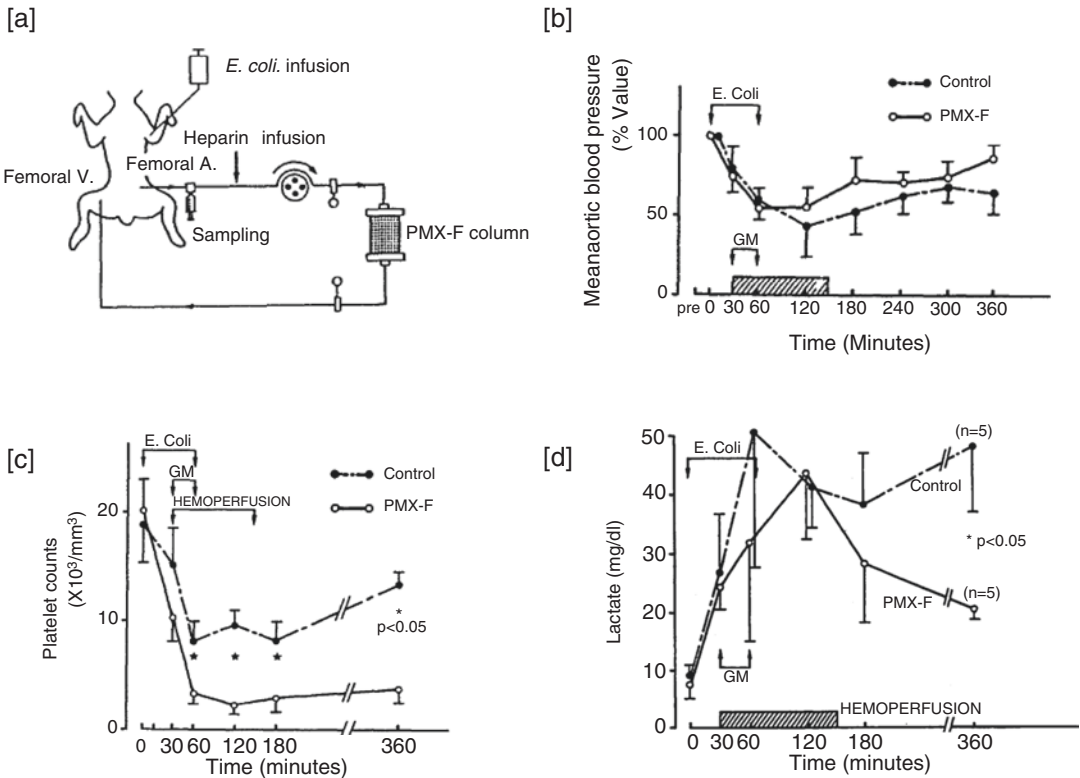 [a]
E. coli. infusion
Heparin infusion
Femoral A.
Femoral V.
Sampling
PMX-F column
[b]
Control
PMX-F
E. Coli
Meanaortic blood pressure
(% Value)
100
50
0
GM
pre 0 30 60 120 180 240 300 360
Time (Minutes)
[c]
E. Coli
GM
HEMOPERFUSION
Control
PMX-F
Platelet counts
(X10³/mm³)
20
10
0
*
p<0.05
* * *
0 30 60 120 180 360
Time (minutes)
[d]
E. Coli
(n=5)
Control
* p<0.05
(n=5)
PMX-F
Lactate (mg/dl)
50
40
30
20
10
0
GM
HEMOPERFUSION
0 30 60 120 180 360
Time (minutes)